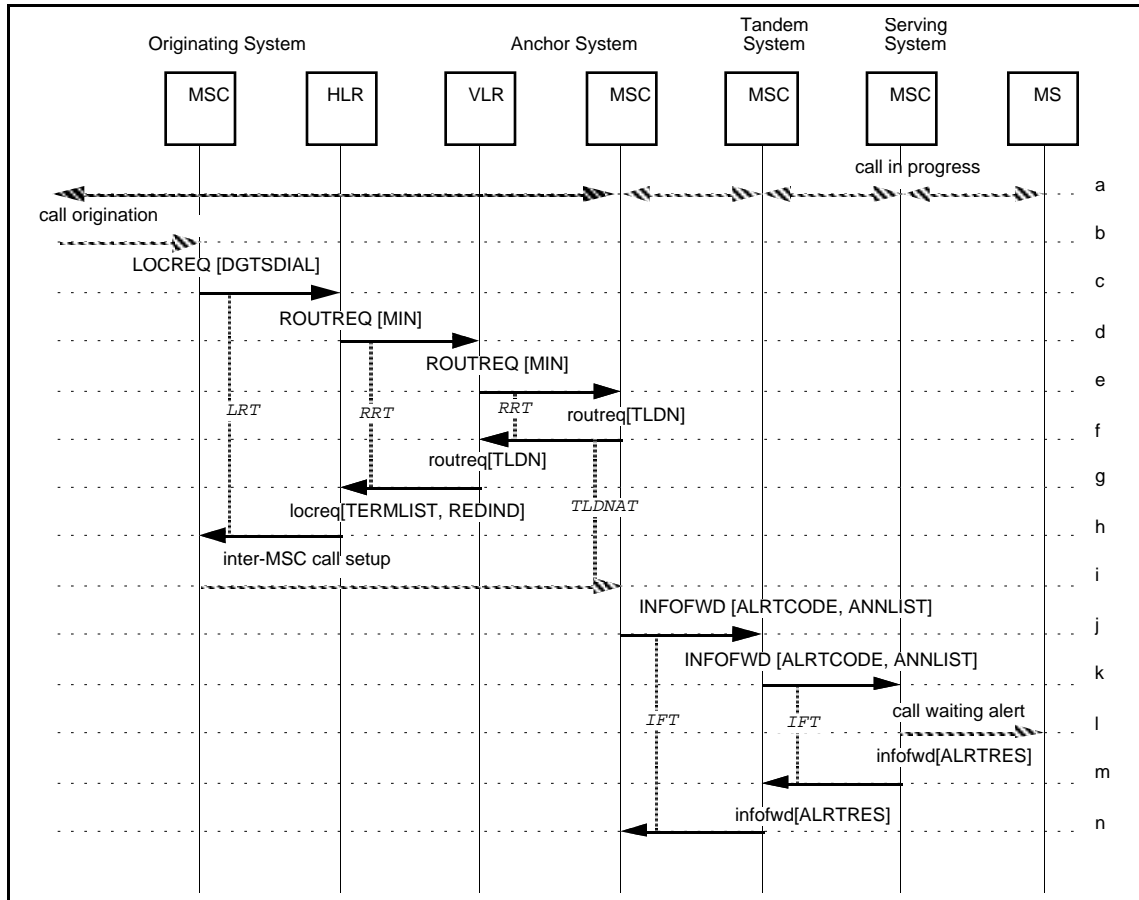 Originating System
Anchor System
Tandem
System
Serving
System
MSC
HLR
VLR
MSC
MSC
MSC
MS
call in progress
a
call origination
b
LOCREQ [DGTSDIAL]
c
ROUTREQ [MIN]
d
ROUTREQ [MIN]
e
LRT
RRT
RRT
routreq[TLDN]
f
routreq[TLDN]
g
TLDNAT
locreq[TERMLIST, REDIND]
h
inter-MSC call setup
i
INFOFWD [ALRTCODE, ANNLIST]
j
INFOFWD [ALRTCODE, ANNLIST]
k
IFT
IFT
call waiting alert
l
infofwd[ALRTRES]
m
infofwd[ALRTRES]
n